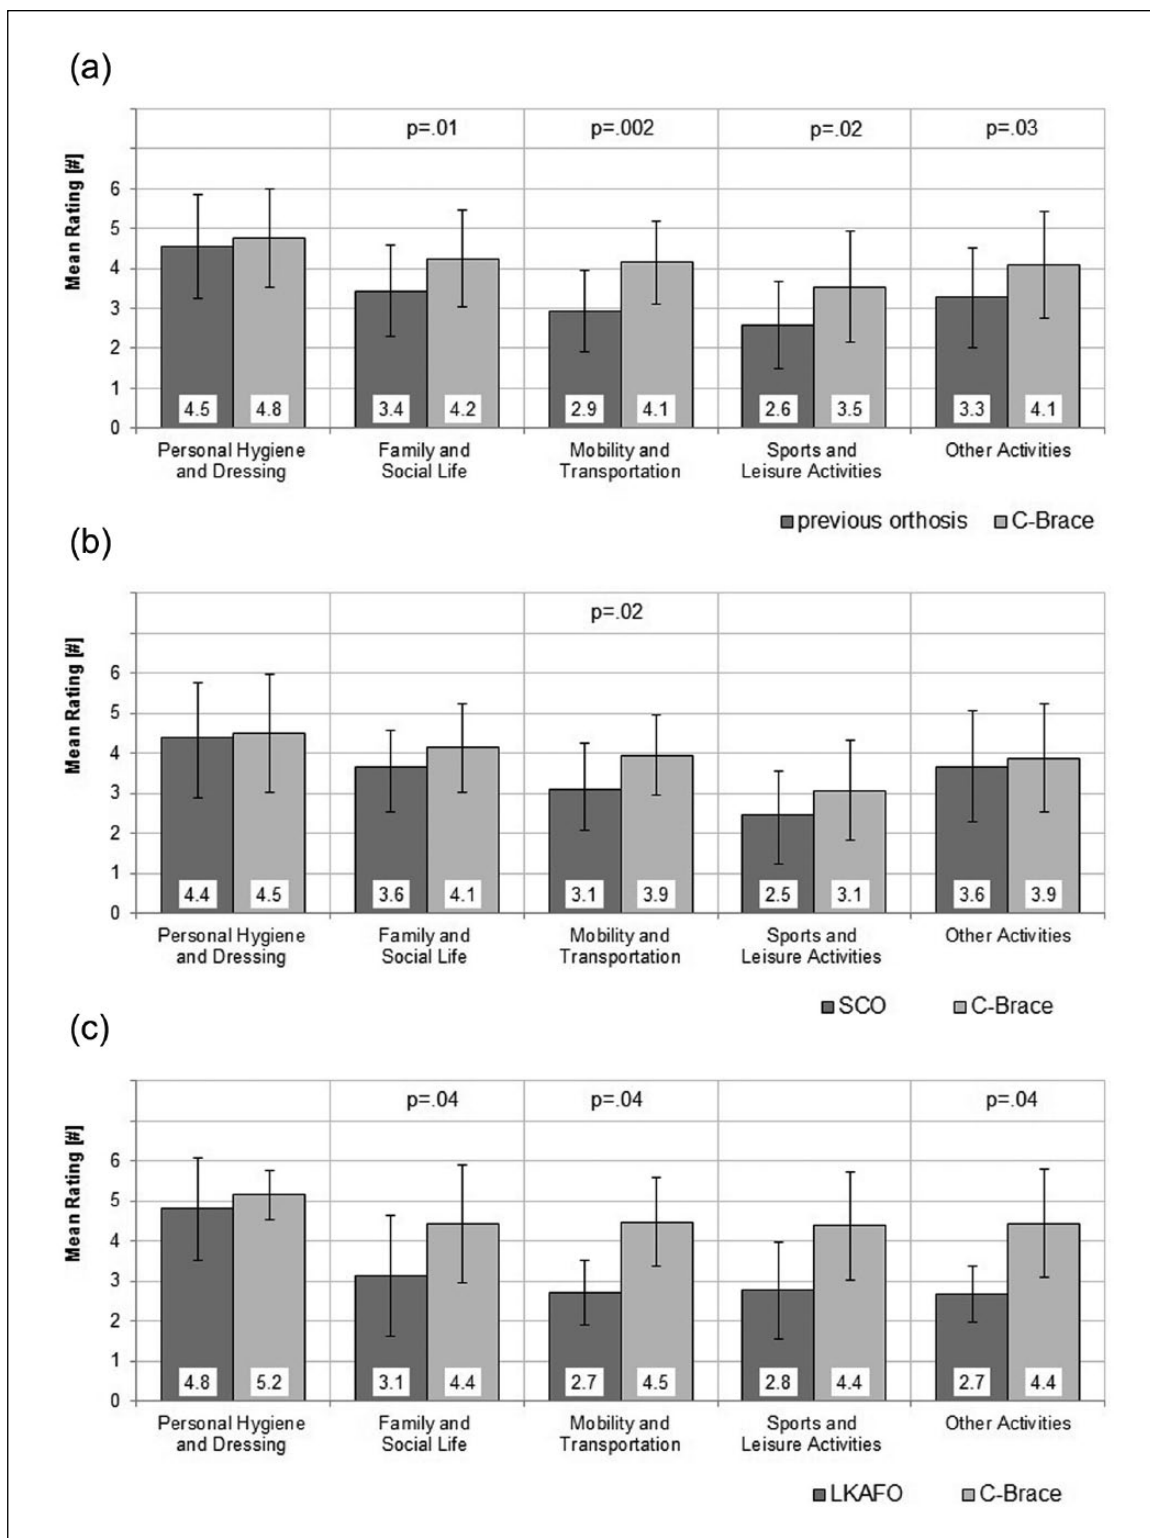 (a)
p=.01 p=.002 p=.02 p=.03
Mean Rating [#]
6
5
4
3
2
1
0
4.5 4.8 3.4 4.2 2.9 4.1 2.6 3.5 3.3 4.1
Personal Hygiene Family and Mobility and Sports and Other Activities
and Dressing Social Life Transportation Leisure Activities
previous orthosis C-Brace
(b)
p=.02
Mean Rating [#]
6
5
4
3
2
1
0
4.4 4.5 3.6 4.1 3.1 3.9 2.5 3.1 3.6 3.9
Personal Hygiene Family and Mobility and Sports and Other Activities
and Dressing Social Life Transportation Leisure Activities
SCO C-Brace
(c)
p=.04 p=.04 p=.04
Mean Rating [#]
6
5
4
3
2
1
0
4.8 5.2 3.1 4.4 2.7 4.5 2.8 4.4 2.7 4.4
Personal Hygiene Family and Mobility and Sports and Other Activities
and Dressing Social Life Transportation Leisure Activities
LKAFO C-Brace